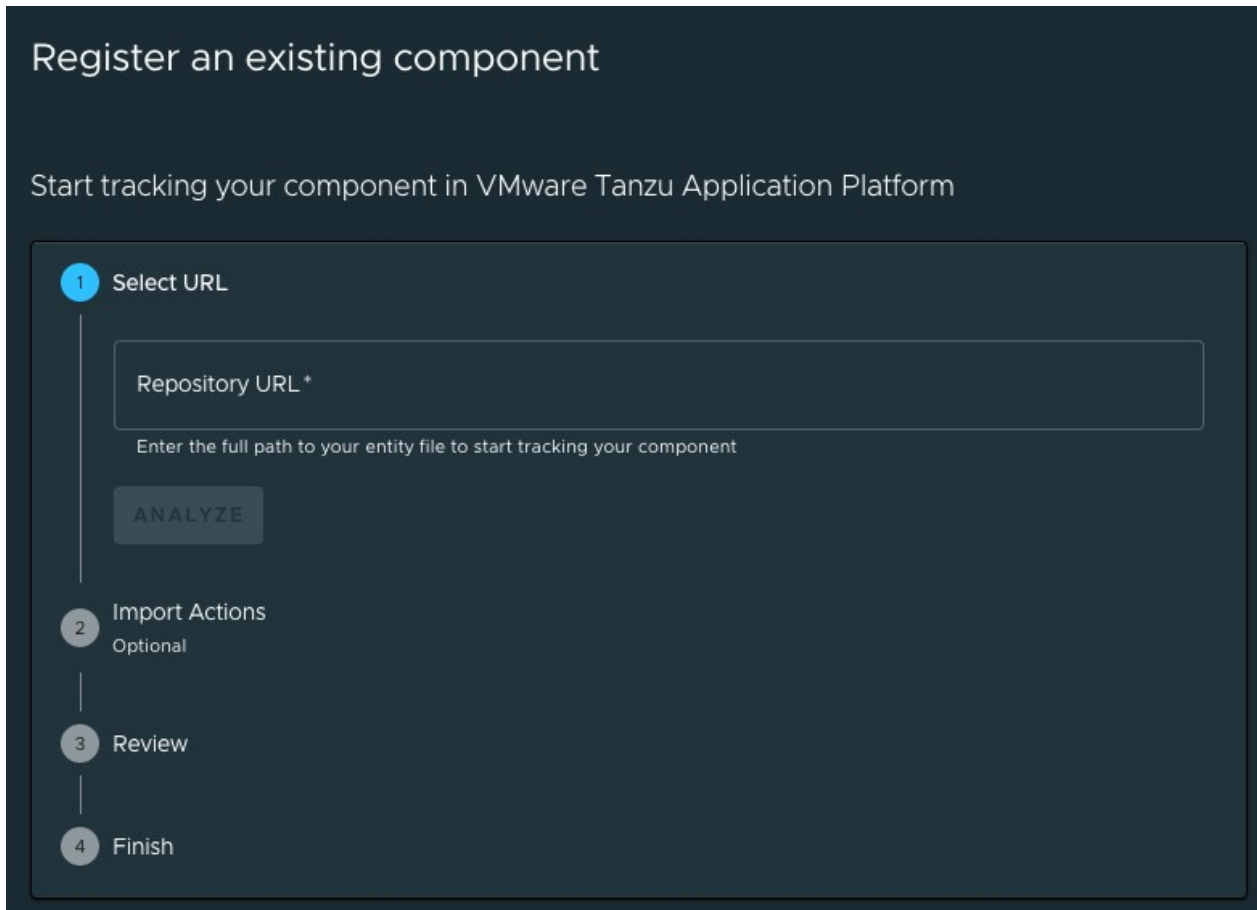 Register an existing component
Start tracking your component in VMware Tanzu Application Platform
1 Select URL
Repository URL*
Enter the full path to your entity file to start tracking your component
ANALYZE
2 Import Actions
Optional
3 Review
4 Finish